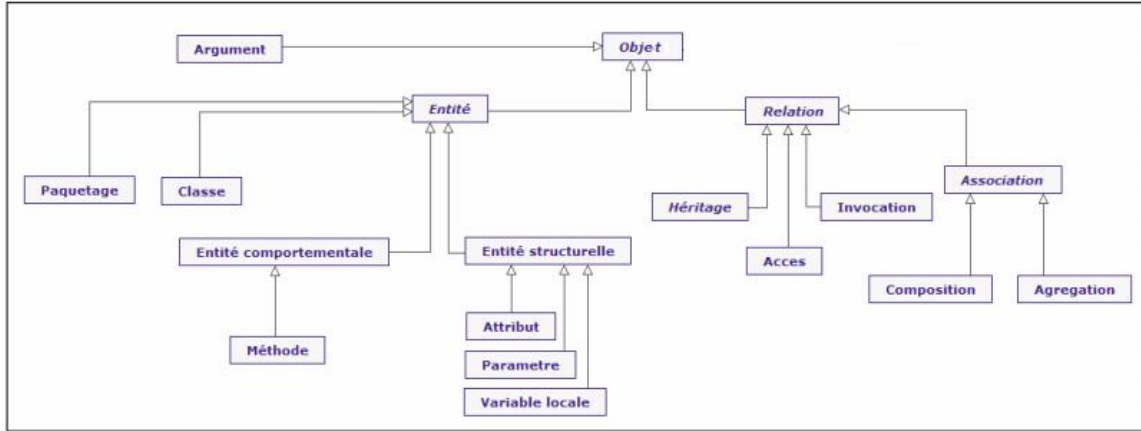 Objet
Argument
Entité
Relation
Paquetage
Classe
Association
Héritage
Invocation
Entité comportementale
Entité structurelle
Acces
Composition
Agregation
Attribut
Méthode
Parametre
Variable locale